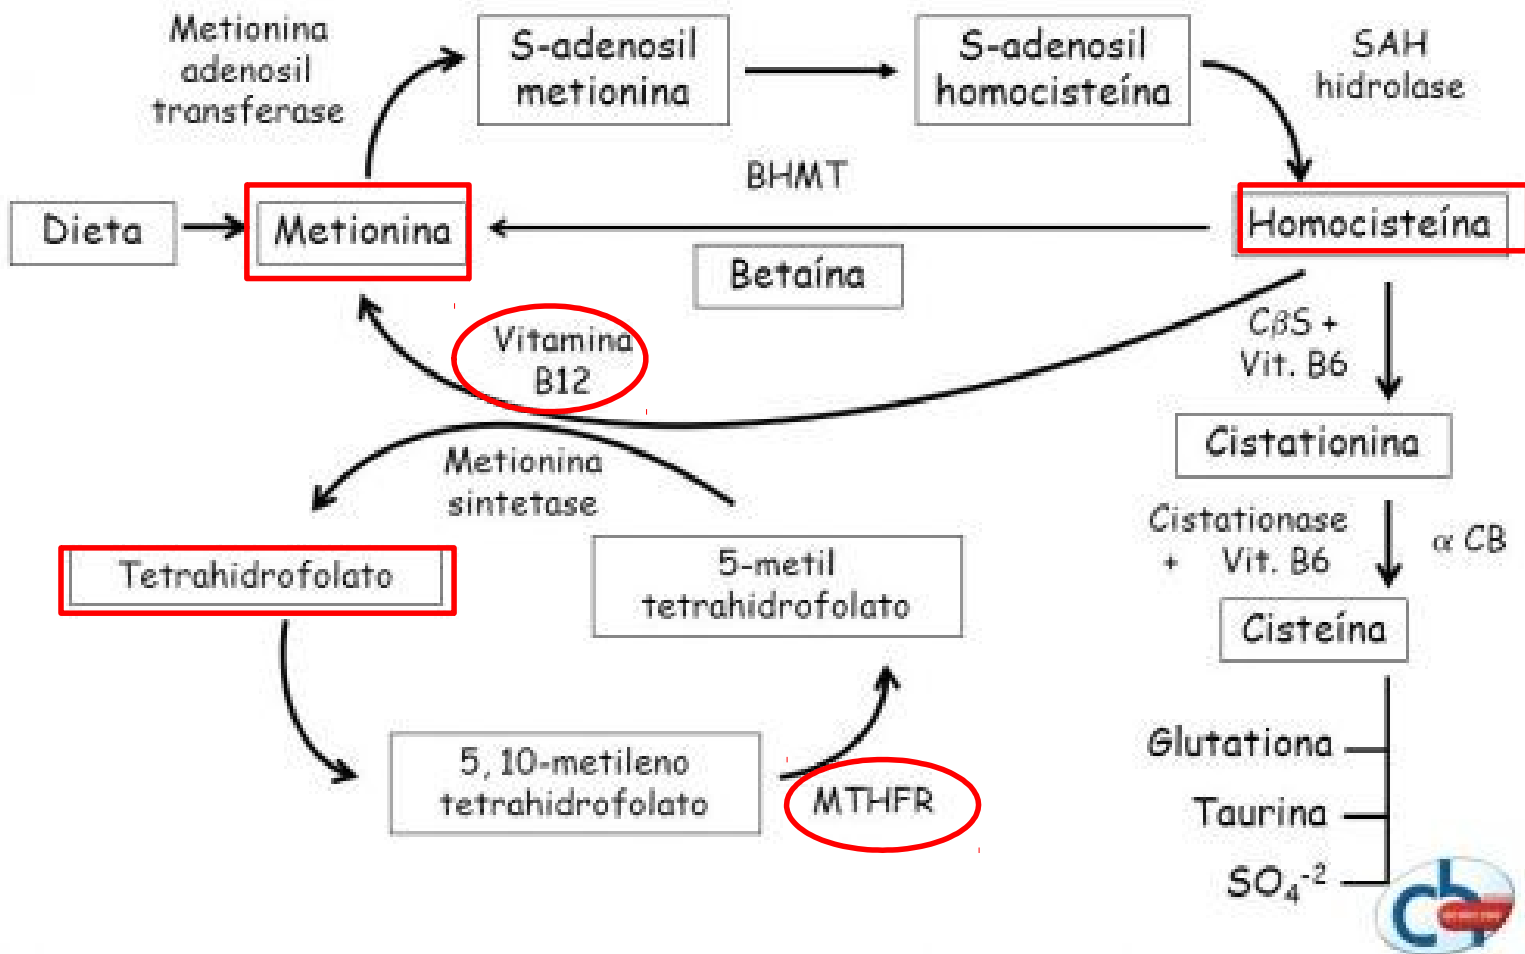 Metionina
adenosil
transferase
S-adenosil
metionina
S-adenosil
homocisteína
SAH
hidrolase
BHMT
Dieta
Metionina
Homocisteína
Betaína
Vitamina
B12
CβS +
Vit. B6
Cistationina
Metionina
sintetase
Cistationase
+ Vit. B6
α CB
Tetrahidrofolato
5-metil
tetrahidrofolato
Cisteína
5, 10-metileno
tetrahidrofolato
MTHFR
Glutationa
Taurina
SO₄⁻²